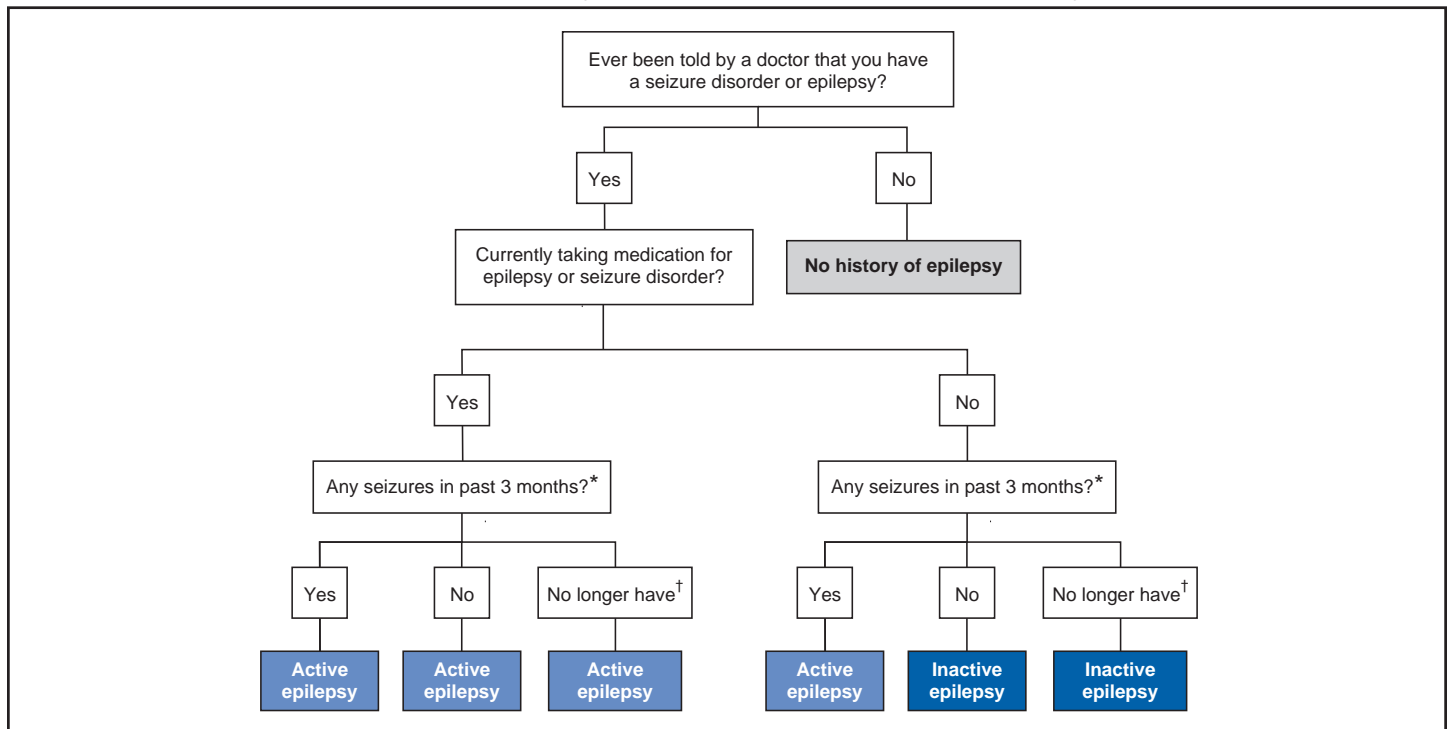 Ever been told by a doctor that you have
a seizure disorder or epilepsy?
Yes
No
Currently taking medication for
epilepsy or seizure disorder?
No history of epilepsy
Yes
No
Any seizures in past 3 months?*
Any seizures in past 3 months?*
Yes
No
No longer have†
Yes
No
No longer have†
Active
epilepsy
Active
epilepsy
Active
epilepsy
Active
epilepsy
Inactive
epilepsy
Inactive
epilepsy